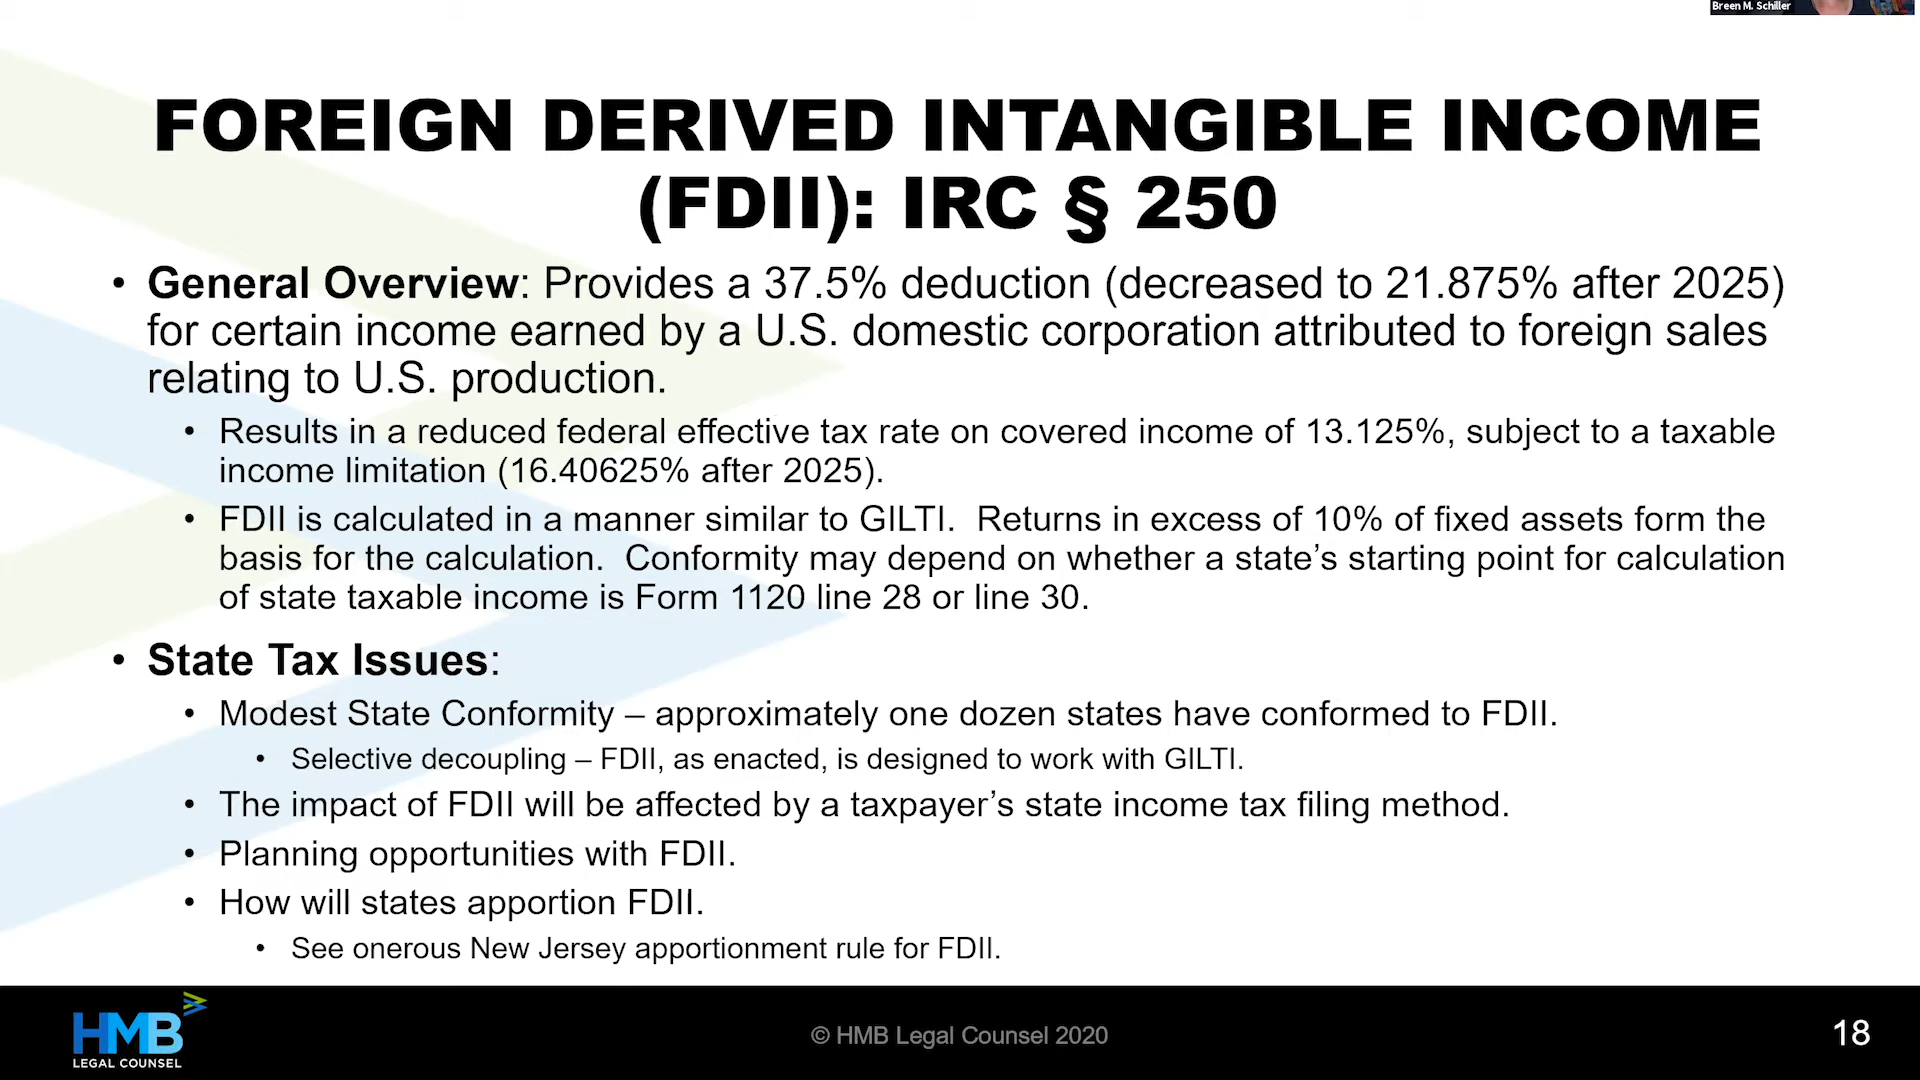 Breen M. Schiller
FOREIGN DERIVED INTANGIBLE INCOME
(FDII): IRC § 250
• General Overview: Provides a 37.5% deduction (decreased to 21.875% after 2025)
for certain income earned by a U.S. domestic corporation attributed to foreign sales
relating to U.S. production.
• Results in a reduced federal effective tax rate on covered income of 13.125%, subject to a taxable
income limitation (16.40625% after 2025).
• FDII is calculated in a manner similar to GILTI.  Returns in excess of 10% of fixed assets form the
basis for the calculation.  Conformity may depend on whether a state’s starting point for calculation
of state taxable income is Form 1120 line 28 or line 30.
• State Tax Issues:
• Modest State Conformity – approximately one dozen states have conformed to FDII.
• Selective decoupling – FDII, as enacted, is designed to work with GILTI.
• The impact of FDII will be affected by a taxpayer’s state income tax filing method.
• Planning opportunities with FDII.
• How will states apportion FDII.
• See onerous New Jersey apportionment rule for FDII.
HMB
LEGAL COUNSEL
© HMB Legal Counsel 2020
18